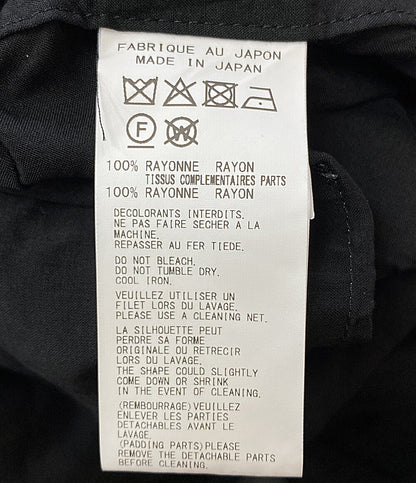 FABRIQUE AU JAPON
MADE IN JAPAN
F W
100% RAYONNE RAYON
TISSUS COMPLEMENTAIRES PARTS
100% RAYONNE RAYON
DECOLORANTS INTERDITS.
NE PAS FAIRE SECHER A LA
MACHINE.
REPASSER AU FER TIEDE.
DO NOT BLEACH.
DO NOT TUMBLE DRY.
COOL IRON.
VEUILLEZ UTILISER UN
FILET LORS DU LAVAGE.
PLEASE USE A CLEANING NET.
LA SILHOUETTE PEUT
PERDRE SA FORME
ORIGINALE OU RETRECIR
LORS DU LAVAGE.
THE SHAPE COULD SLIGHTLY
COME DOWN OR SHRINK
IN THE EVENT OF CLEANING.
(REMBOURRAGE) VEUILLEZ
ENLEVER LES PARTIES
DETACHABLES AVANT LE
LAVAGE.
(PADDING PARTS) PLEASE
REMOVE THE DETACHABLE PARTS
BEFORE CLEANING.